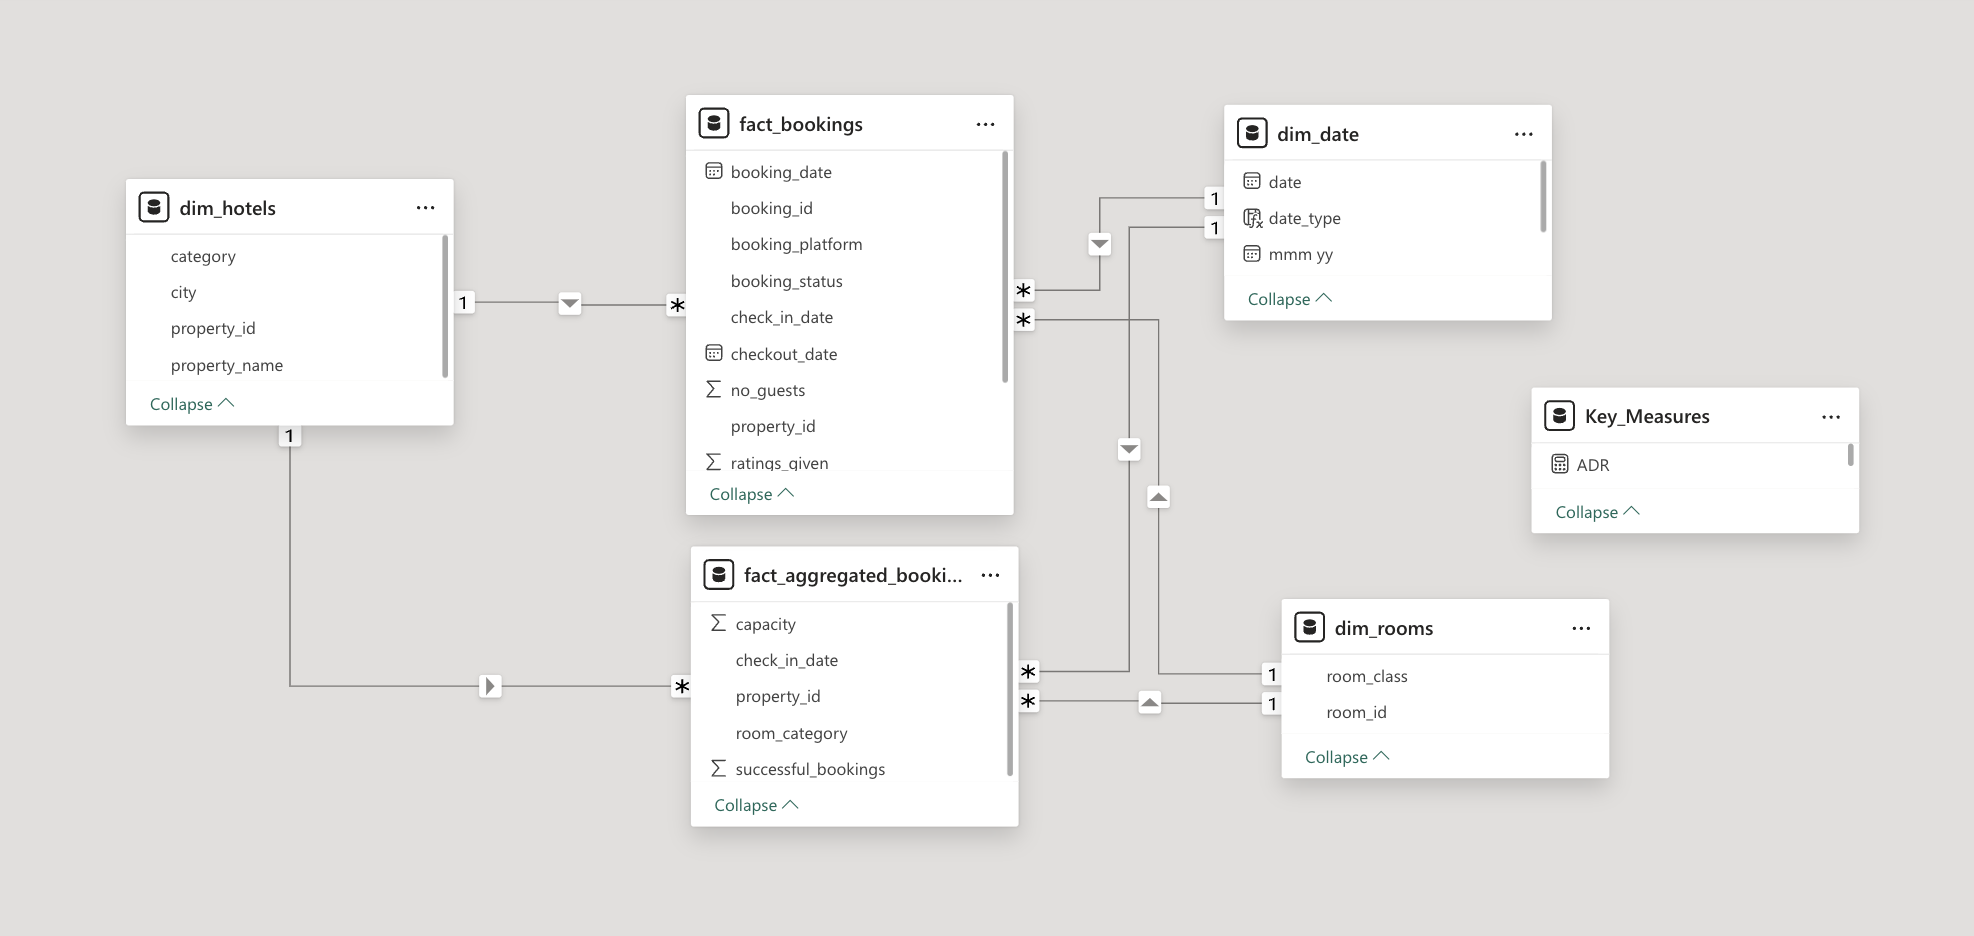 dim_hotels
category
city
property_id
property_name
Collapse
1
1
*
fact_bookings
booking_date
booking_id
booking_platform
booking_status
check_in_date
checkout_date
no_guests
property_id
ratings_given
Collapse
*
*
1
1
dim_date
date
date_type
mmm yy
Collapse
Key_Measures
ADR
Collapse
fact_aggregated_booki...
capacity
check_in_date
property_id
room_category
successful_bookings
Collapse
*
*
*
1
1
dim_rooms
room_class
room_id
Collapse